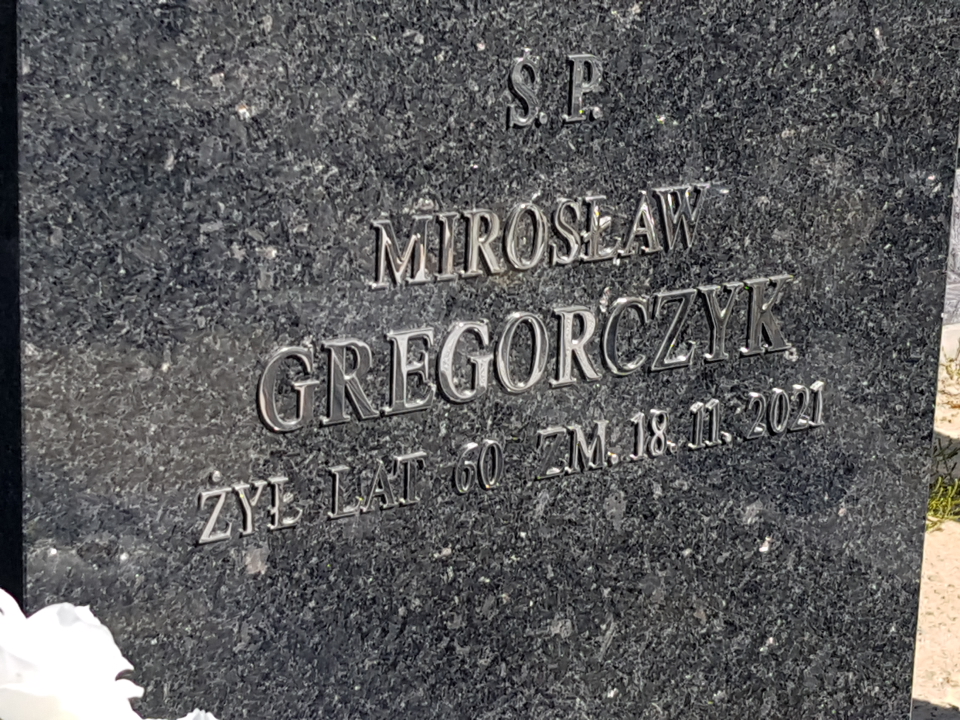 Ś. P.
MIROSŁAW
GREGORCZYK
ŻYŁ LAT 60 ZM. 18. 11. 2021